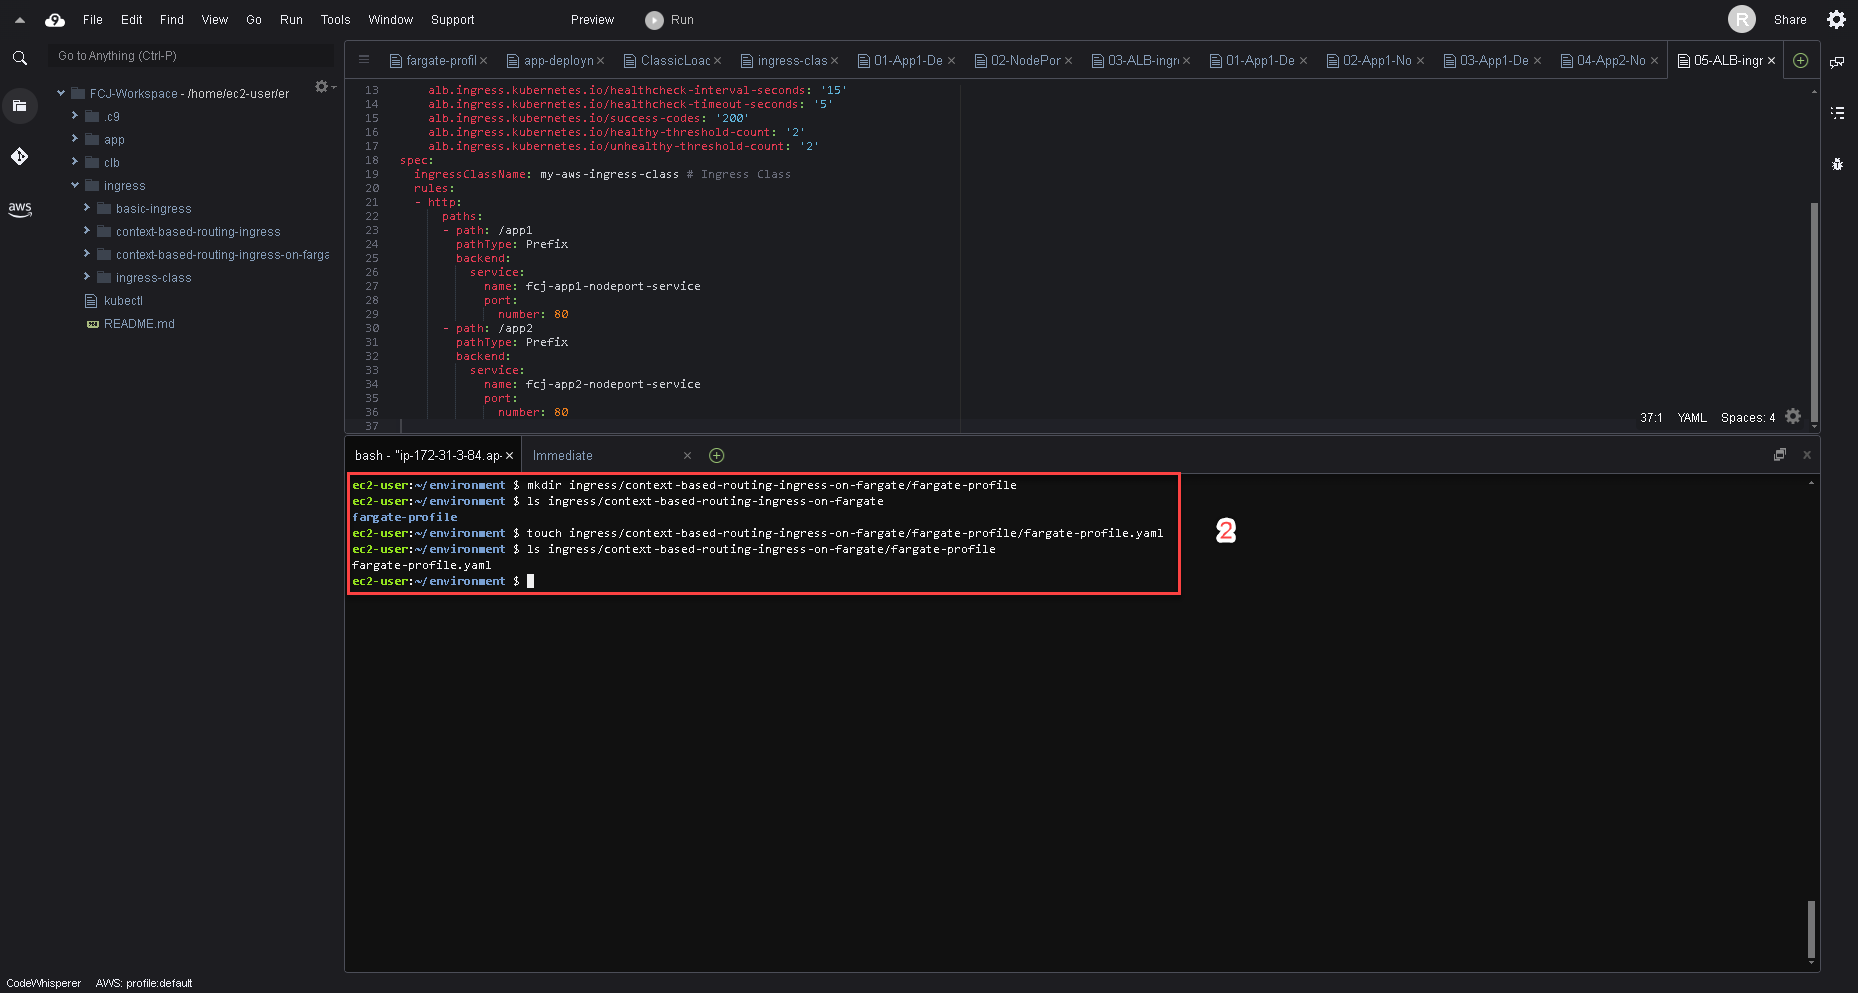 File Edit Find View Go Run Tools Window Support Preview Run R Share
Go to Anything (Ctrl-P)
FCJ-Workspace - /home/ec2-user/er
.c9
app
clb
ingress
basic-ingress
context-based-routing-ingress
context-based-routing-ingress-on-farga
ingress-class
kubectl
README.md
aws
fargate-profil app-deployn ClassicLoac ingress-clas 01-App1-De 02-NodePor 03-ALB-ingr 01-App1-De 02-App1-No 03-App1-De 04-App2-No 05-ALB-ingr
13 alb.ingress.kubernetes.io/healthcheck-interval-seconds: '15'
14 alb.ingress.kubernetes.io/healthcheck-timeout-seconds: '5'
15 alb.ingress.kubernetes.io/success-codes: '200'
16 alb.ingress.kubernetes.io/healthy-threshold-count: '2'
17 alb.ingress.kubernetes.io/unhealthy-threshold-count: '2'
18 spec:
19 ingressClassName: my-aws-ingress-class # Ingress Class
20 rules:
21 - http:
22 paths:
23 - path: /app1
24 pathType: Prefix
25 backend:
26 service:
27 name: fcj-app1-nodeport-service
28 port:
29 number: 80
30 - path: /app2
31 pathType: Prefix
32 backend:
33 service:
34 name: fcj-app2-nodeport-service
35 port:
36 number: 80
37
37:1 YAML Spaces: 4
bash - "ip-172-31-3-84.ap- Immediate
ec2-user:~/environment $ mkdir ingress/context-based-routing-ingress-on-fargate/fargate-profile
ec2-user:~/environment $ ls ingress/context-based-routing-ingress-on-fargate
fargate-profile
ec2-user:~/environment $ touch ingress/context-based-routing-ingress-on-fargate/fargate-profile/fargate-profile.yaml
ec2-user:~/environment $ ls ingress/context-based-routing-ingress-on-fargate/fargate-profile
fargate-profile.yaml
ec2-user:~/environment $
2
CodeWhisperer AWS: profile:default